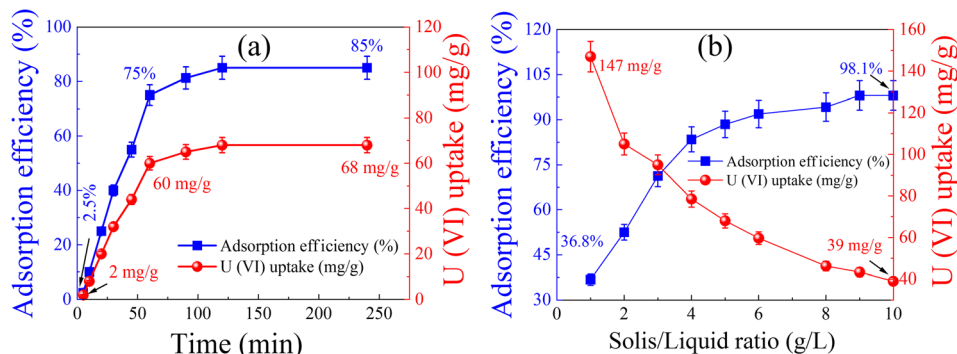 (a)
Adsorption efficiency (%)
100
80
60
40
20
0
2.5%
75%
85%
2 mg/g
60 mg/g
68 mg/g
Adsorption efficiency (%)
U (VI) uptake (mg/g)
0 50 100 150 200 250
Time (min)
120
100
80
60
40
20
0
U (VI) uptake (mg/g)
(b)
Adsorption efficiency (%)
120
105
90
75
60
45
30
147 mg/g
98.1%
36.8%
39 mg/g
Adsorption efficiency (%)
U (VI) uptake (mg/g)
0 2 4 6 8 10
Solis/Liquid ratio (g/L)
160
140
120
100
80
60
40
U (VI) uptake (mg/g)